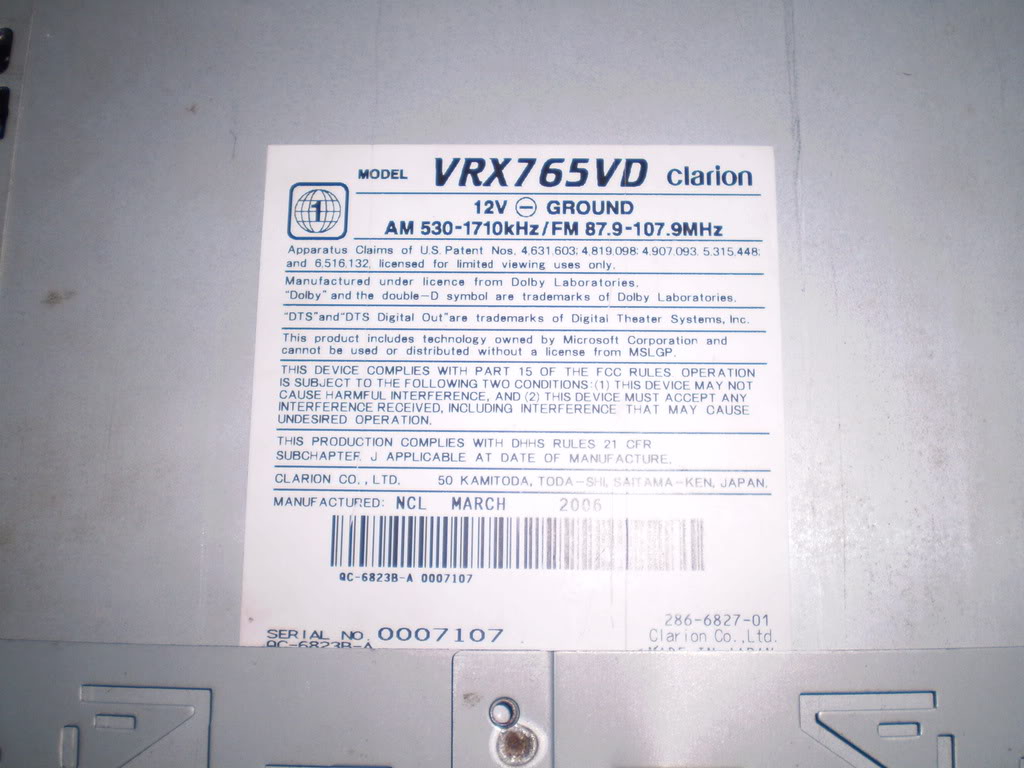 MODEL VRX765VD clarion
1
12V ⊖ GROUND
AM 530-1710kHz/FM 87.9-107.9MHz
Apparatus Claims of U.S. Patent Nos. 4,631,603; 4,819,098; 4,907,093, 5,315,448;
and 6,516,132, licensed for limited viewing uses only.
Manufactured under licence from Dolby Laboratories.
"Dolby" and the double-D symbol are trademarks of Dolby Laboratories.
"DTS" and "DTS Digital Out" are trademarks of Digital Theater Systems, Inc.
This product includes technology owned by Microsoft Corporation and
cannot be used or distributed without a license from MSLGP.
THIS DEVICE COMPLIES WITH PART 15 OF THE FCC RULES. OPERATION
IS SUBJECT TO THE FOLLOWING TWO CONDITIONS:(1) THIS DEVICE MAY NOT
CAUSE HARMFUL INTERFERENCE, AND (2) THIS DEVICE MUST ACCEPT ANY
INTERFERENCE RECEIVED, INCLUDING INTERFERENCE THAT MAY CAUSE
UNDESIRED OPERATION.
THIS PRODUCTION COMPLIES WITH DHHS RULES 21 CFR
SUBCHAPTER J APPLICABLE AT DATE OF MANUFACTURE.
CLARION CO., LTD. 50 KAMITODA, TODA-SHI, SAITAMA-KEN, JAPAN.
MANUFACTURED: NCL MARCH 2006
QC-6823B-A 0007107
286-6827-01
SERIAL NO. 0007107 Clarion Co.,Ltd.
QC-6823B-A MADE IN JAPAN